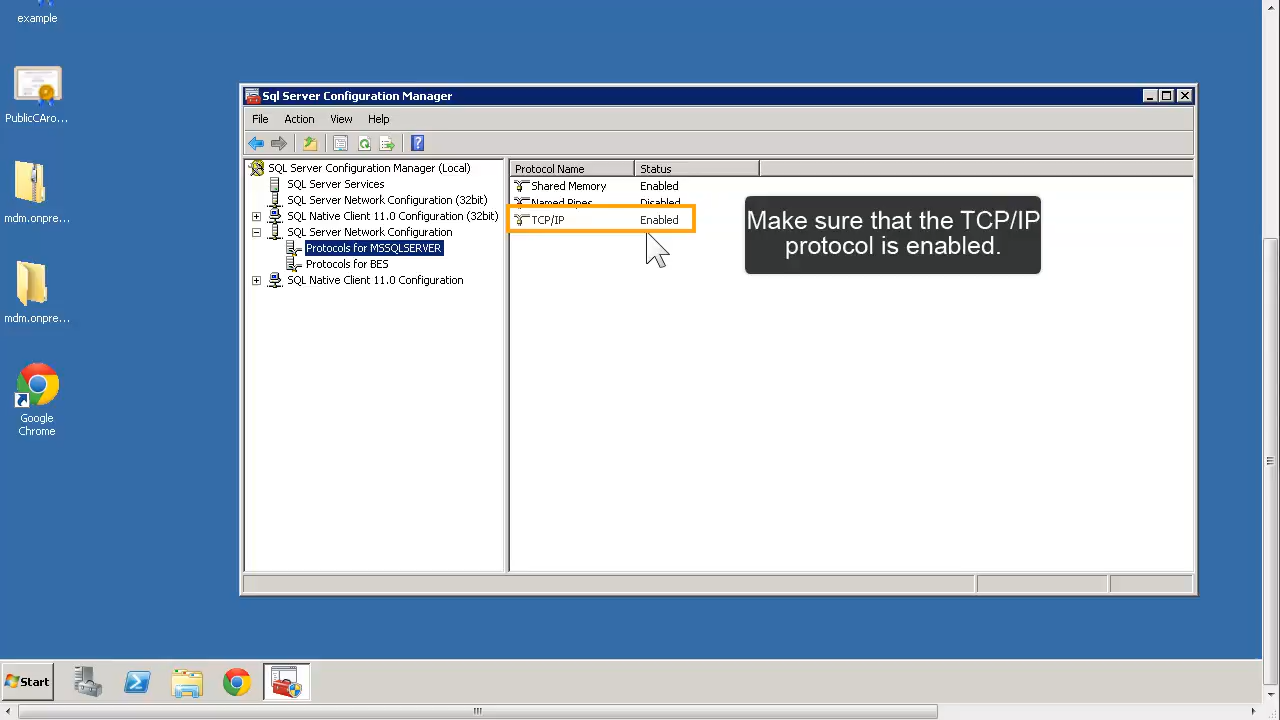 example
PublicCAro...
mdm.onpre...
mdm.onpre...
Google
Chrome
Sql Server Configuration Manager
File Action View Help
SQL Server Configuration Manager (Local)
SQL Server Services
SQL Server Network Configuration (32bit)
SQL Native Client 11.0 Configuration (32bit)
SQL Server Network Configuration
Protocols for MSSQLSERVER
Protocols for BES
SQL Native Client 11.0 Configuration
Protocol Name Status
Shared Memory Enabled
Named Pipes Disabled
TCP/IP Enabled
Make sure that the TCP/IP
protocol is enabled.
Start